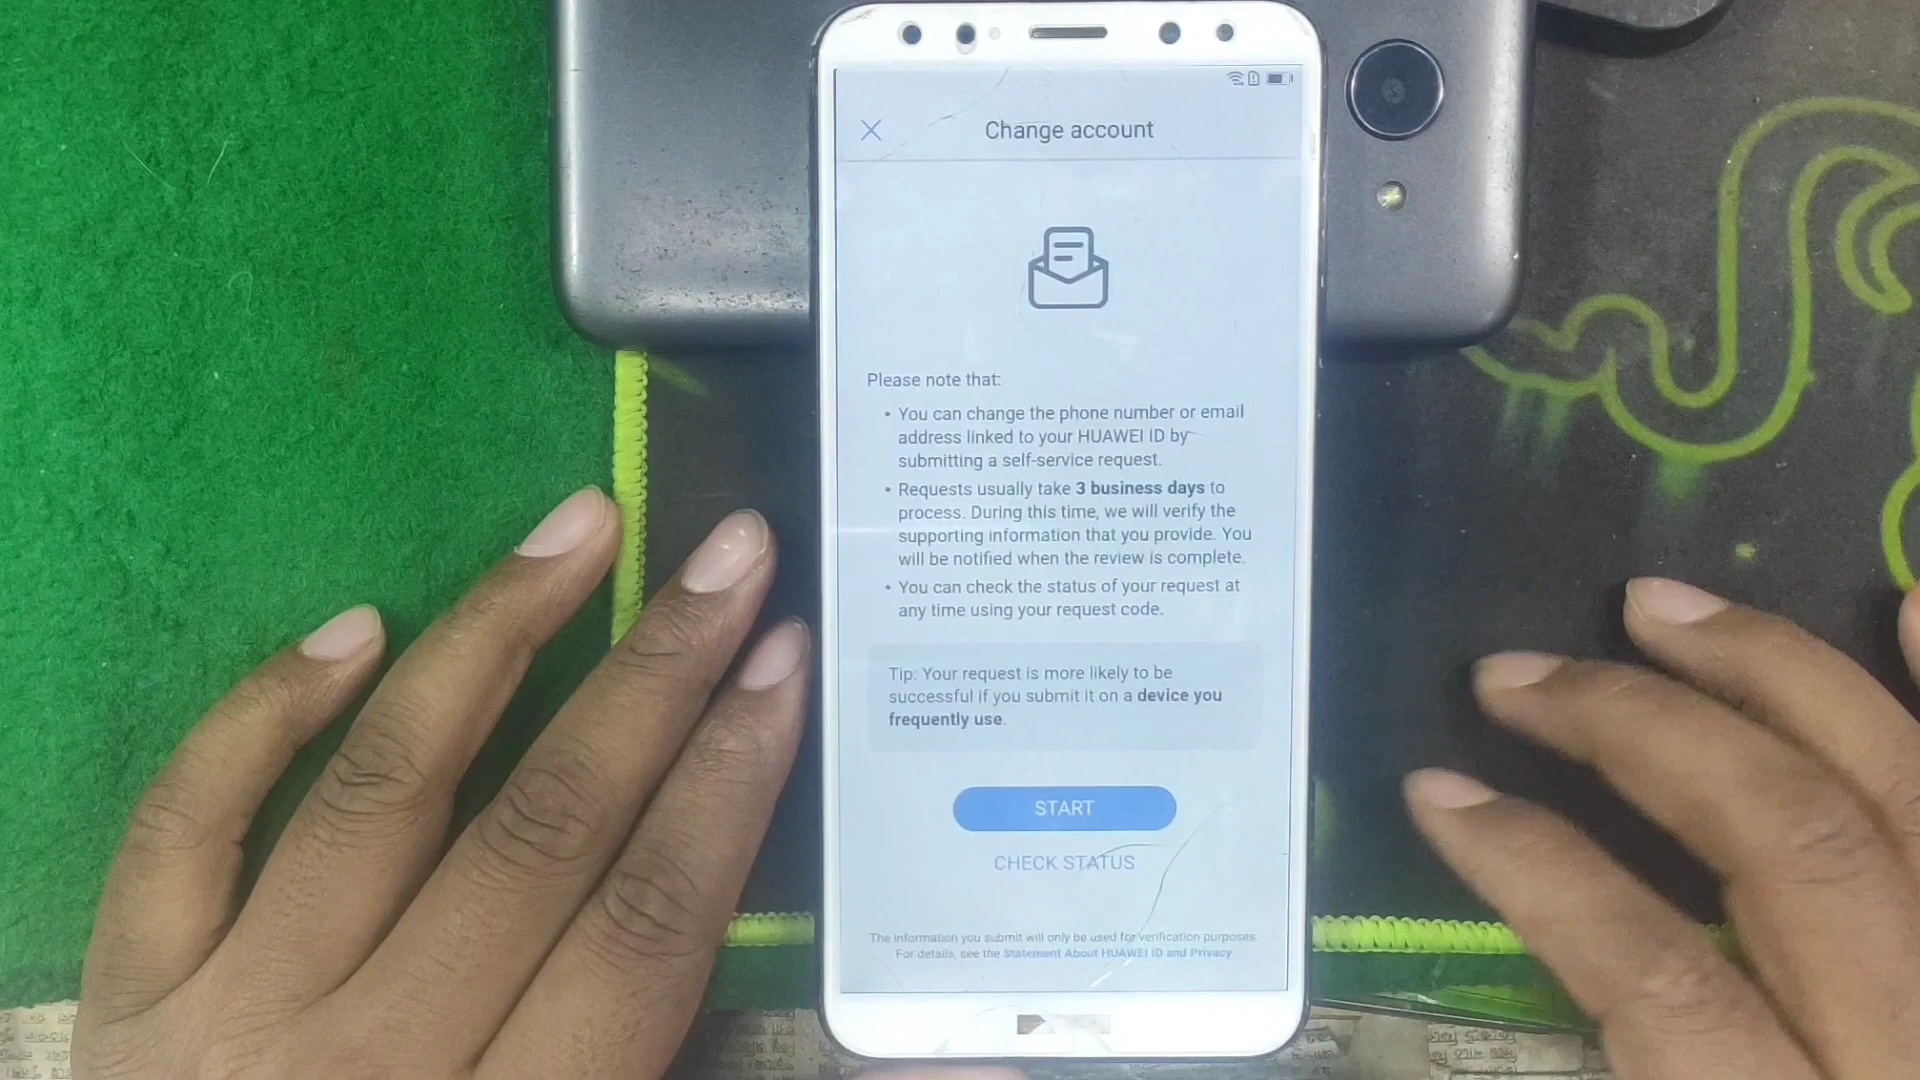 Change account
Please note that:
• You can change the phone number or email
address linked to your HUAWEI ID by
submitting a self-service request.
• Requests usually take 3 business days to
process. During this time, we will verify the
supporting information that you provide. You
will be notified when the review is complete.
• You can check the status of your request at
any time using your request code.
Tip: Your request is more likely to be
successful if you submit it on a device you
frequently use.
START
CHECK STATUS
The information you submit will only be used for verification purposes.
For details, see the Statement About HUAWEI ID and Privacy